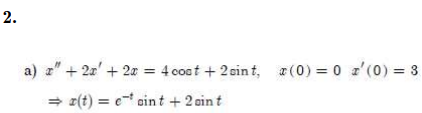 2.
a) x" + 2x' + 2x = 4 cos t + 2 sin t, x(0) = 0 x'(0) = 3
⇒ x(t) = e^{-t} sin t + 2 sin t